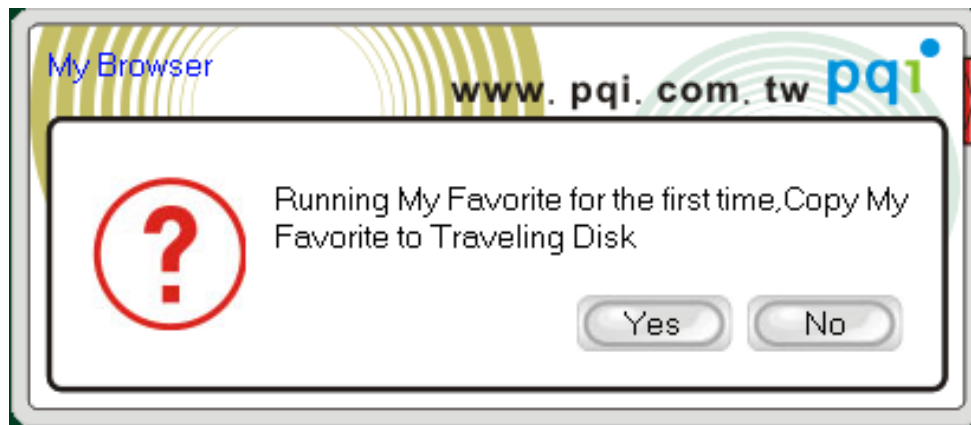 My Browser
www. pqi. com. tw pqi
?
Running My Favorite for the first time,Copy My
Favorite to Traveling Disk
Yes No